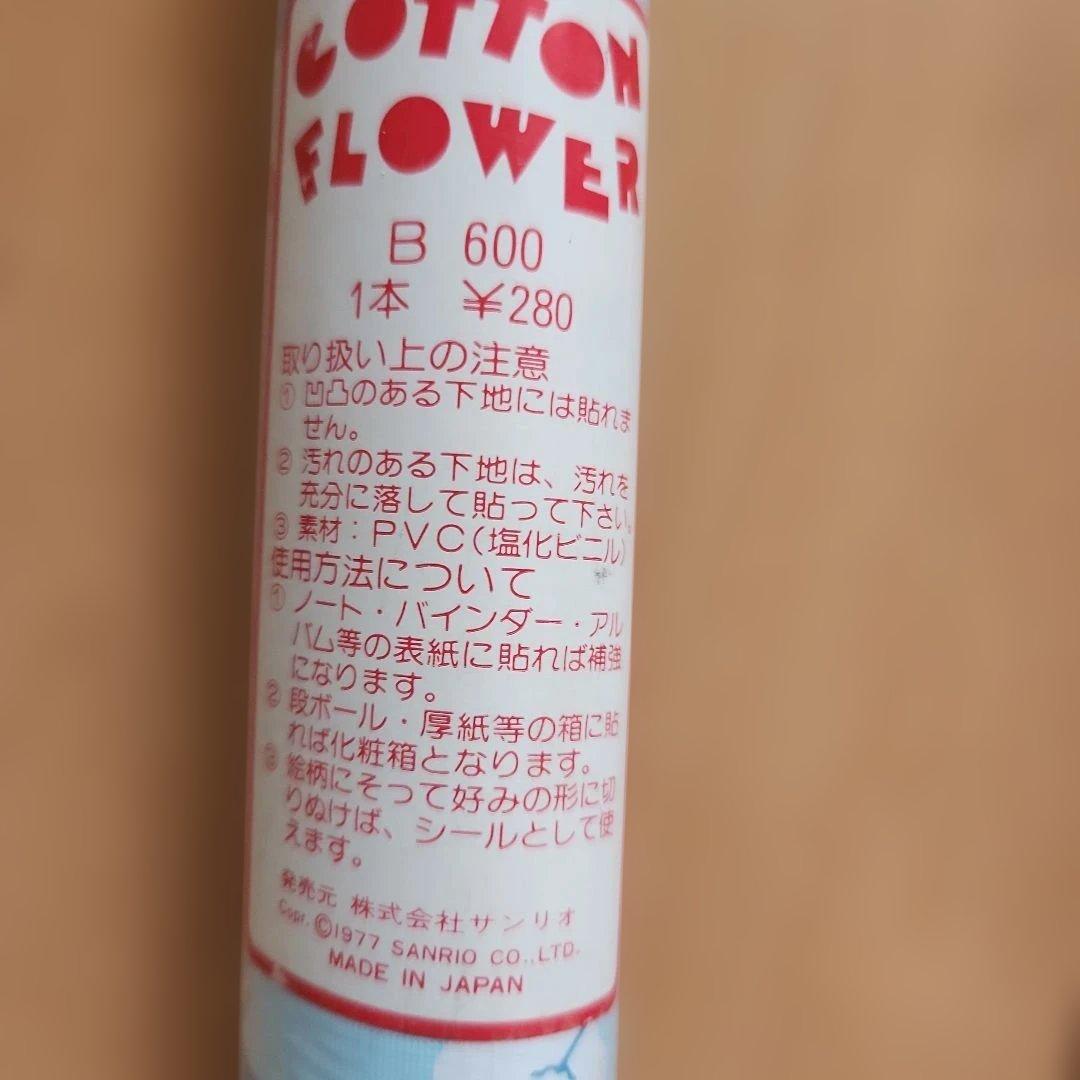 COTTON
FLOWER
B 600
1本 ¥280
取り扱い上の注意
① 凹凸のある下地には貼れま
せん。
② 汚れのある下地は、汚れを
充分に落して貼って下さい。
③ 素材：PVC(塩化ビニル)
使用方法について
① ノート・バインダー・アル
バム等の表紙に貼れば補強
になります。
② 段ボール・厚紙等の箱に貼
れば化粧箱となります。
③ 絵柄にそって好みの形に切
りぬけば、シールとして使
えます。
発売元 株式会社サンリオ
Copr. ©1977 SANRIO CO.,LTD.
MADE IN JAPAN